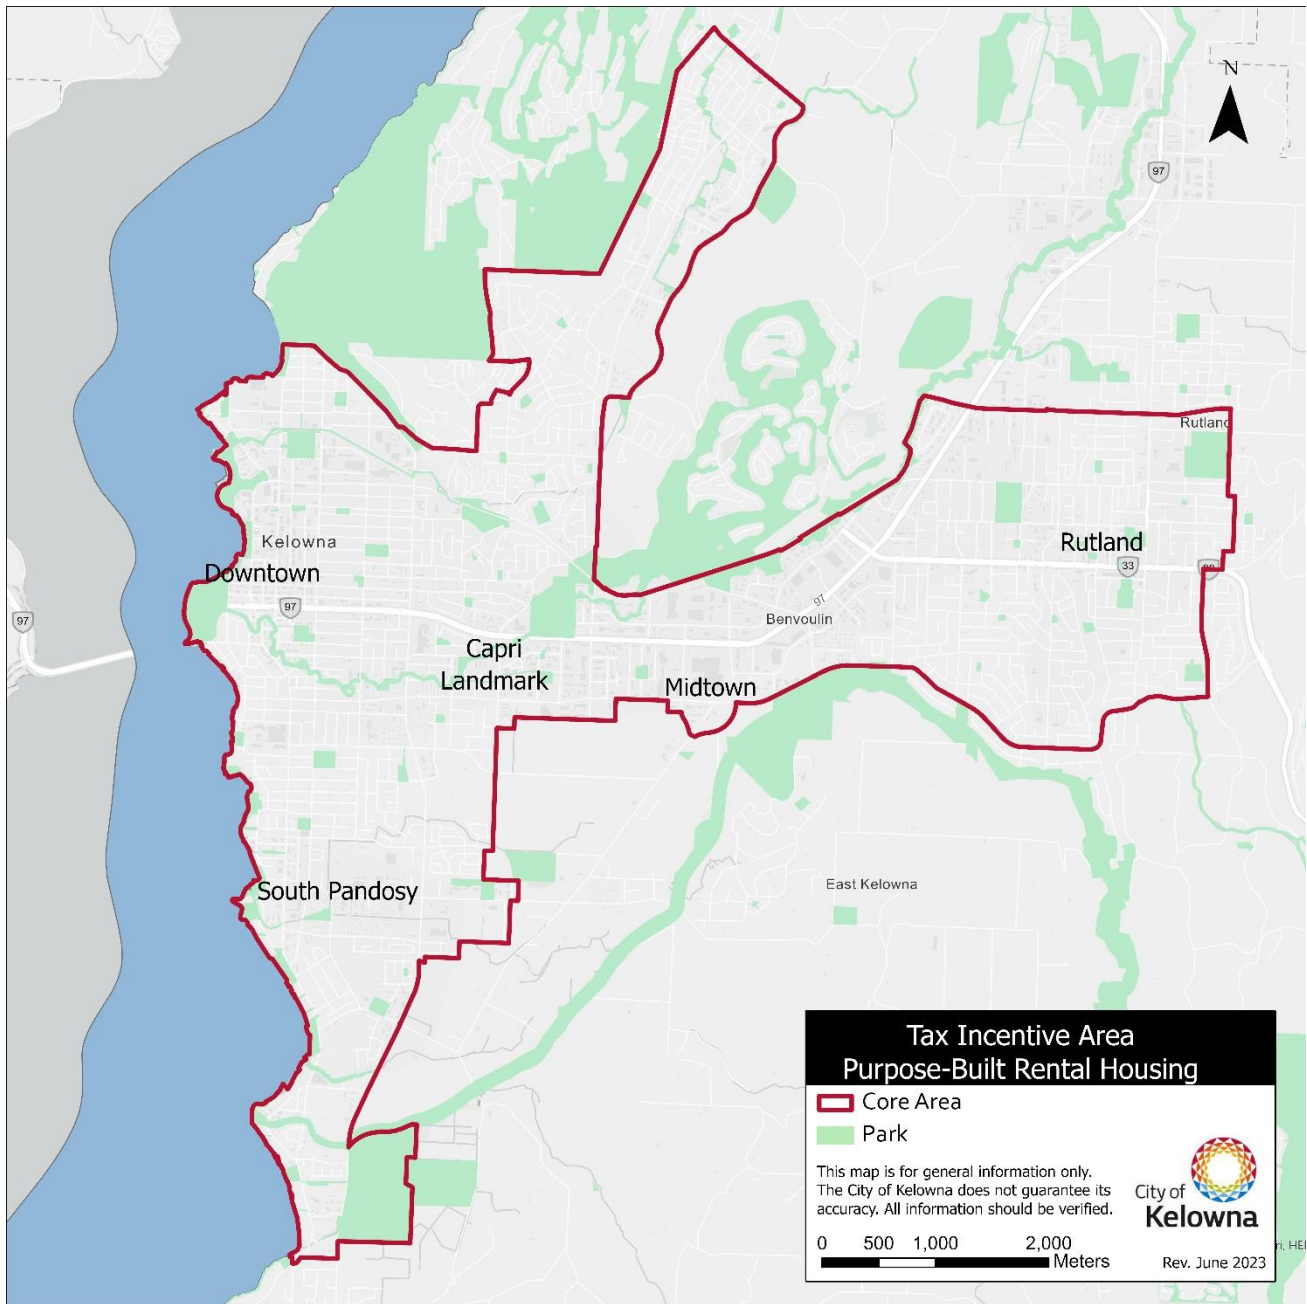 N
97
Rutland
Kelowna
Downtown
Rutland
33
33
97
97
97
Benvoulin
Capri
Landmark
Midtown
South Pandosy
East Kelowna
Tax Incentive Area
Purpose-Built Rental Housing
Core Area
Park
This map is for general information only.
The City of Kelowna does not guarantee its
accuracy. All information should be verified.
City of
Kelowna
0 500 1,000 2,000
Meters
Rev. June 2023